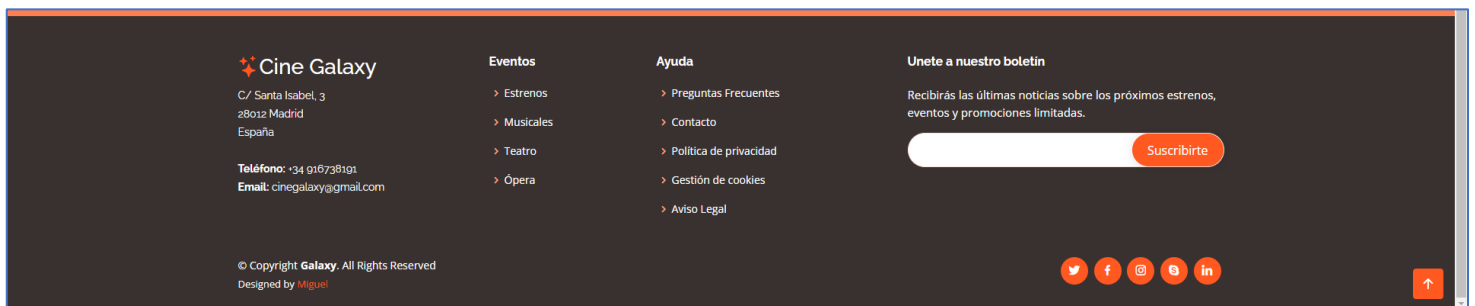 Cine Galaxy
C/ Santa Isabel, 3
28012 Madrid
España
Teléfono: +34 916738191
Email: cinegalaxy@gmail.com
Eventos
Estrenos
Musicales
Teatro
Ópera
Ayuda
Preguntas Frecuentes
Contacto
Política de privacidad
Gestión de cookies
Aviso Legal
Unete a nuestro boletín
Recibirás las últimas noticias sobre los próximos estrenos,
eventos y promociones limitadas.
Suscribirte
© Copyright Galaxy. All Rights Reserved
Designed by Miguel